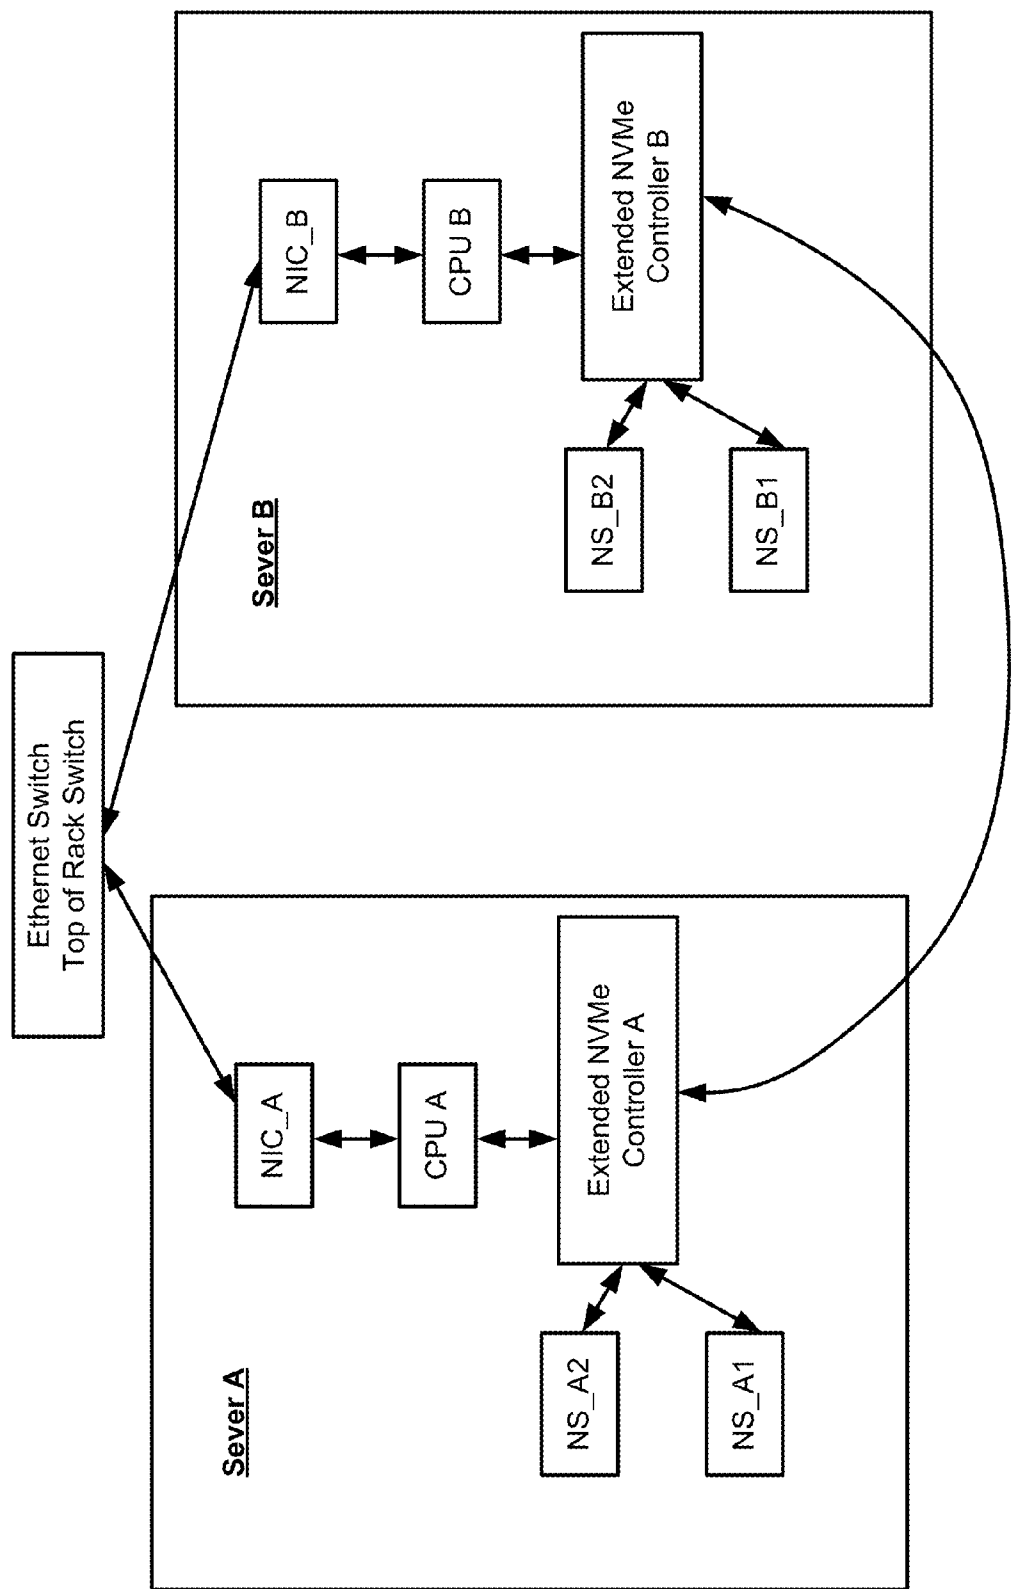 Ethernet Switch
Top of Rack Switch
Sever A
NIC_A
CPU A
Extended NVMe
Controller A
NS_A2
NS_A1
Sever B
NIC_B
CPU B
Extended NVMe
Controller B
NS_B2
NS_B1